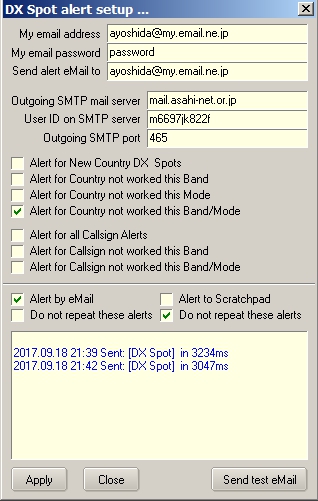 DX Spot alert setup ...
My email address ayoshida@my.email.ne.jp
My email password password
Send alert eMail to ayoshida@my.email.ne.jp
Outgoing SMTP mail server mail.asahi-net.or.jp
User ID on SMTP server m6697jk822f
Outgoing SMTP port 465
Alert for New Country DX Spots
Alert for Country not worked this Band
Alert for Country not worked this Mode
Alert for Country not worked this Band/Mode
Alert for all Callsign Alerts
Alert for Callsign not worked this Band
Alert for Callsign not worked this Band/Mode
Alert by eMail Alert to Scratchpad
Do not repeat these alerts Do not repeat these alerts
2017.09.18 21:39 Sent: [DX Spot] in 3234ms
2017.09.18 21:42 Sent: [DX Spot] in 3047ms
Apply Close Send test eMail